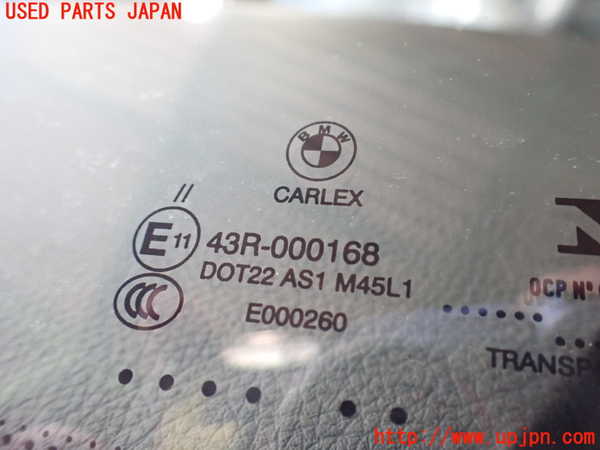 USED PARTS JAPAN
BMW
CARLEX
//
E11 43R-000168
DOT22 AS1 M45L1
CCC
E000260
OCP Nº
http://www.upjpn.com